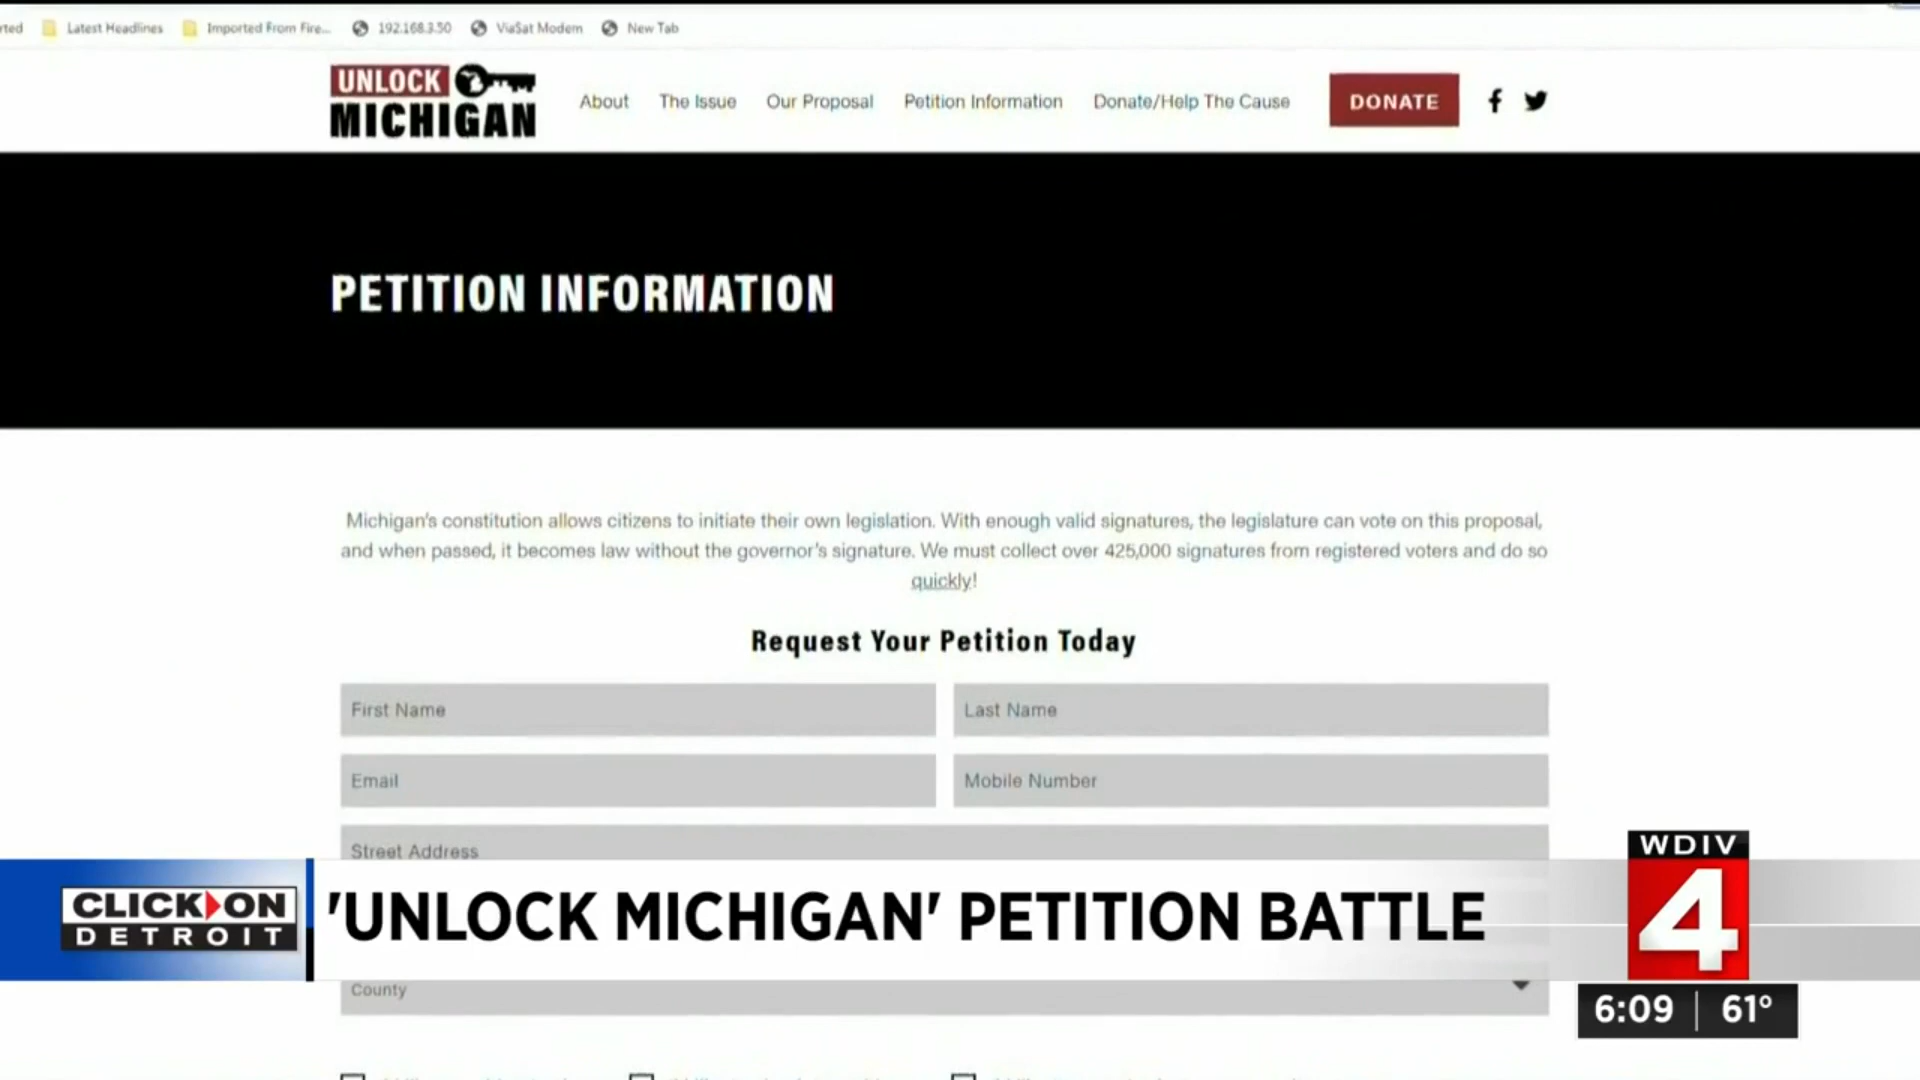 rted Latest Headlines Imported From Fire... 192.168.3.50 ViaSat Modem New Tab
UNLOCK
MICHIGAN
About The Issue Our Proposal Petition Information Donate/Help The Cause DONATE
PETITION INFORMATION
Michigan's constitution allows citizens to initiate their own legislation. With enough valid signatures, the legislature can vote on this proposal,
and when passed, it becomes law without the governor's signature. We must collect over 425,000 signatures from registered voters and do so
quickly!
Request Your Petition Today
First Name Last Name
Email Mobile Number
Street Address
CLICK ON
DETROIT
'UNLOCK MICHIGAN' PETITION BATTLE
WDIV
4
County
6:09 61°